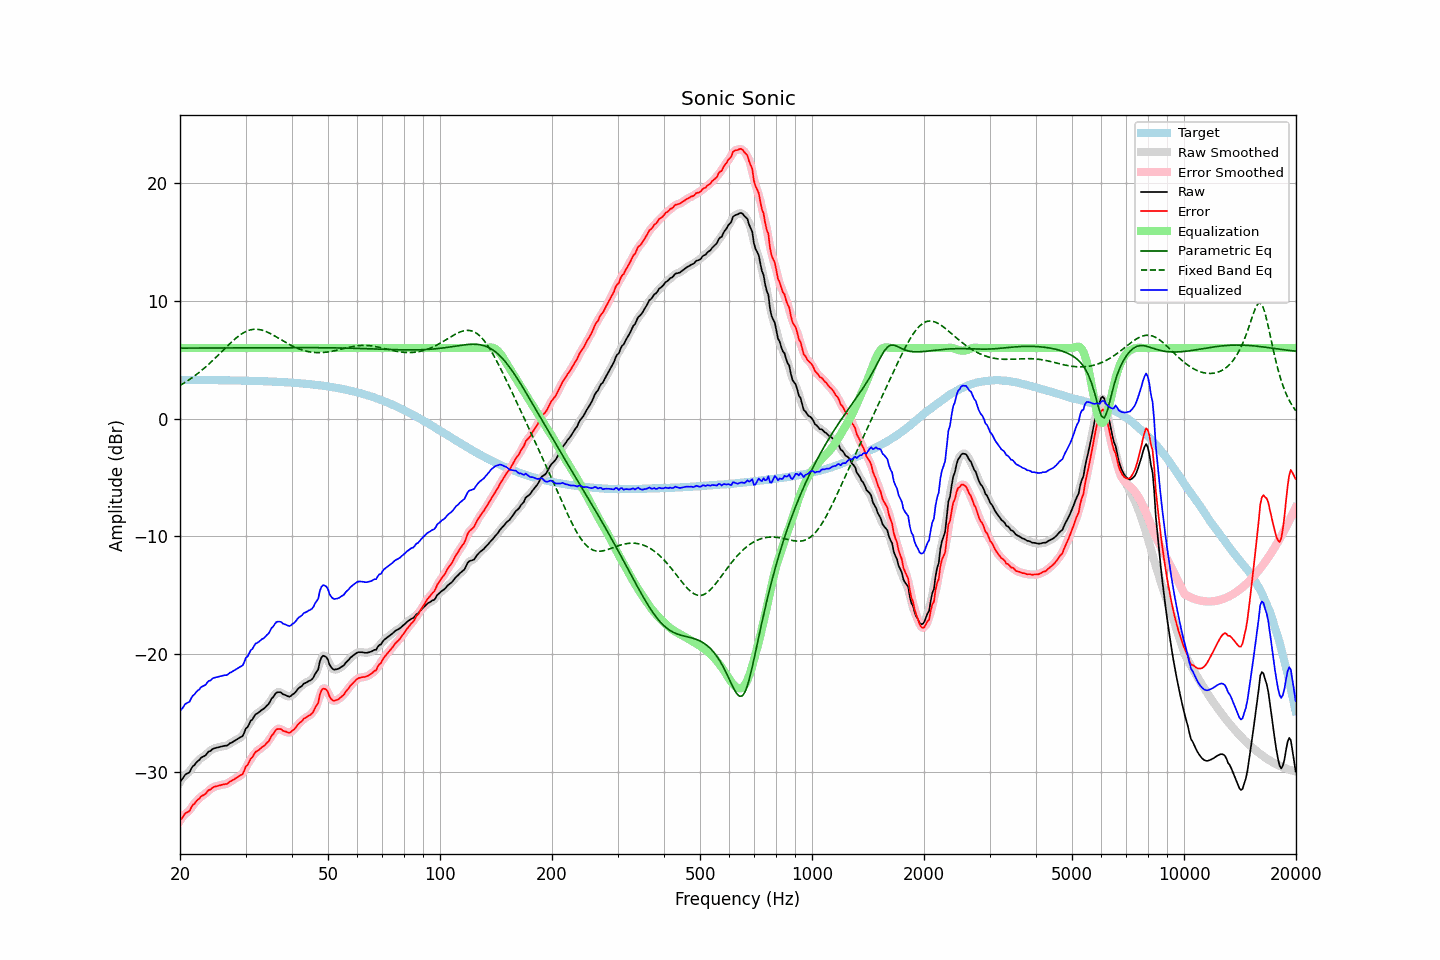 Sonic Sonic
Target
Raw Smoothed
Error Smoothed
Raw
Error
Equalization
Parametric Eq
Fixed Band Eq
Equalized
Amplitude (dBr)
20
10
0
−10
−20
−30
20 50 100 200 500 1000 2000 5000 10000 20000
Frequency (Hz)